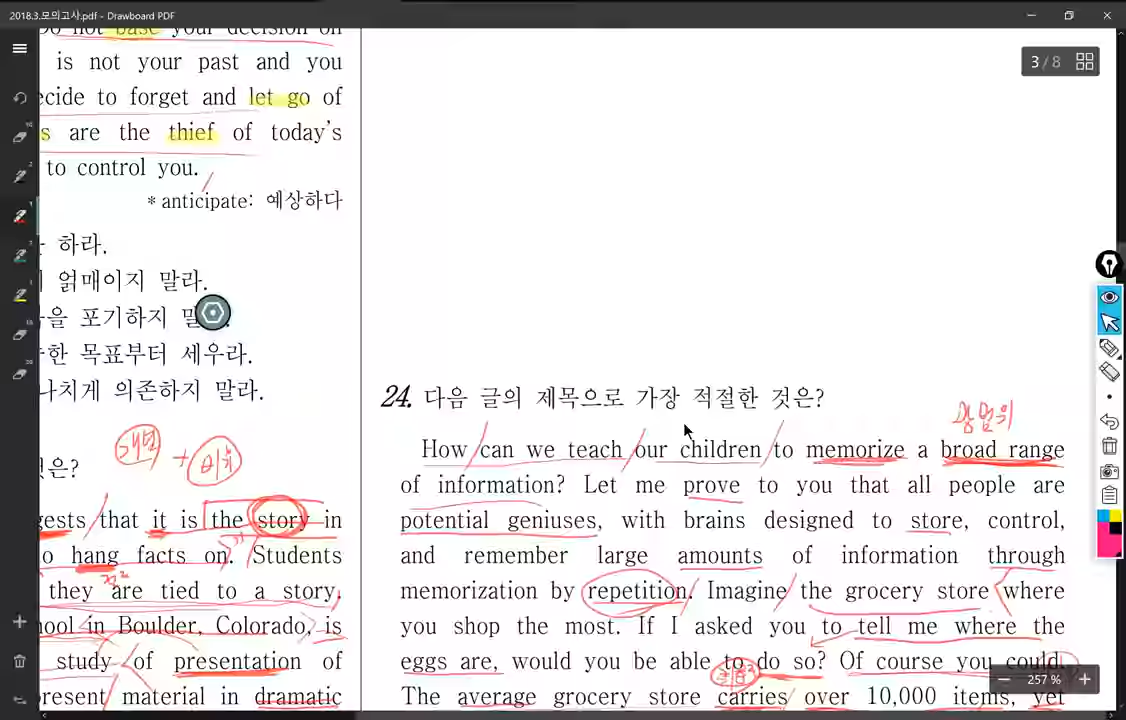 2018.3.모의고사.pdf - Drawboard PDF
3 / 8
not base your decision on
is not your past and you
ecide to forget and let go of
s are the thief of today's
to control you.
* anticipate: 예상하다
하라.
얽매이지 말라.
을 포기하지 말
한 목표부터 세우라.
나치게 의존하지 말라.
은?
gests that it is the story in
o hang facts on. Students
they are tied to a story.
hool in Boulder, Colorado, is
study of presentation of
present material in dramatic
24. 다음 글의 제목으로 가장 적절한 것은?
How can we teach our children to memorize a broad range
of information? Let me prove to you that all people are
potential geniuses, with brains designed to store, control,
and remember large amounts of information through
memorization by repetition. Imagine the grocery store where
you shop the most. If I asked you to tell me where the
eggs are, would you be able to do so? Of course you could.
The average grocery store carries over 10,000 items, yet
257 %